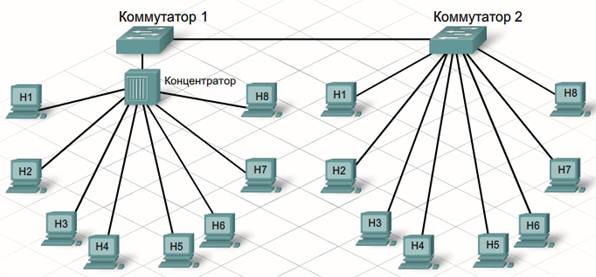 Коммутатор 1
Коммутатор 2
Концентратор
H1
H8
H2
H7
H3
H4
H5
H6
H1
H8
H2
H7
H3
H4
H5
H6